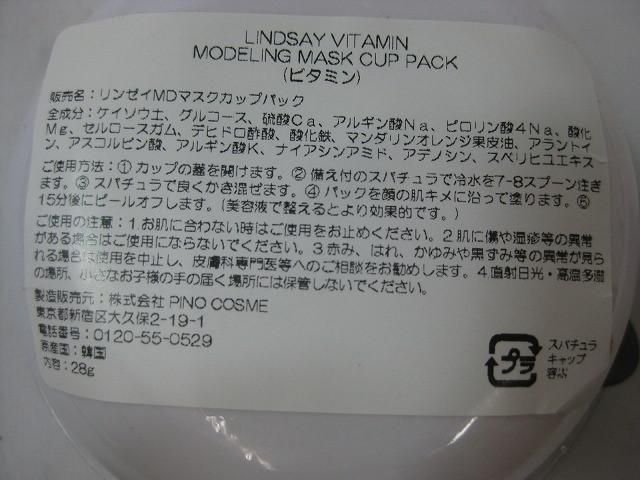 LINDSAY VITAMIN
MODELING MASK CUP PACK
(ビタミン)
販売名：リンゼイMDマスクカップパック
全成分：ケイソウ土、グルコース、硫酸Ca、アルギン酸Na、ピロリン酸4Na、酸化
Mg、セルロースガム、デヒドロ酢酸、酸化鉄、マンダリンオレンジ果皮油、アラントイ
ン、アスコルビン酸、アルギン酸K、ナイアシンアミド、アデノシン、スベリヒユエキス
ご使用方法：① カップの蓋を開けます。② 備え付のスパチュラで冷水を7-8スプーン注ぎ
ます。③ スパチュラで良くかき混ぜます。④ パックを顔の肌キメに沿って塗ります。⑤
15分後にピールオフします。(美容液で整えるとより効果的です。)
ご使用の注意：1.お肌に合わない時はご使用をお止めください。2.肌に傷や湿疹等の異常
がある場合はご使用にならないでください。3.赤み、はれ、かゆみや黒ずみ等の異常が見ら
れる場合は使用を中止し、皮膚科専門医等へのご相談をお勧めします。4.直射日光・高温多湿
の場所、小さなお子様の手の届く場所には保管しないでください。
製造販売元：株式会社 PINO COSME
東京都新宿区大久保2-19-1
電話番号：0120-55-0529
原産国：韓国
内容：28g
プラ
スパチュラ
キャップ
容ぶ